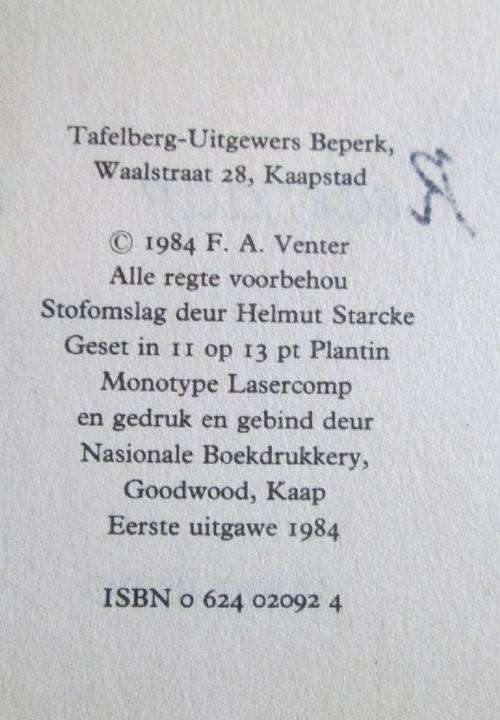 Tafelberg-Uitgewers Beperk,
Waalstraat 28, Kaapstad
© 1984 F. A. Venter
Alle regte voorbehou
Stofomslag deur Helmut Starcke
Geset in 11 op 13 pt Plantin
Monotype Lasercomp
en gedruk en gebind deur
Nasionale Boekdrukkery,
Goodwood, Kaap
Eerste uitgawe 1984
ISBN 0 624 02092 4